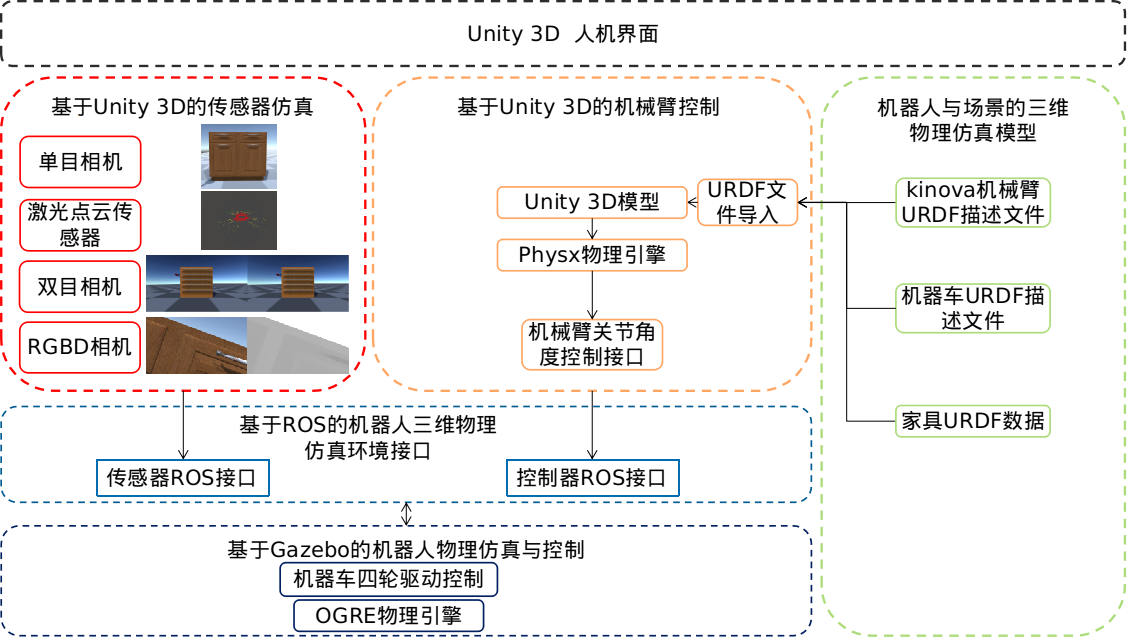 Unity 3D 人机界面
基于Unity 3D的传感器仿真
单目相机
激光点云传
感器
双目相机
RGBD相机
基于Unity 3D的机械臂控制
Unity 3D模型
URDF文
件导入
Physx物理引擎
机械臂关节角
度控制接口
机器人与场景的三维
物理仿真模型
kinova机械臂
URDF描述文件
机器车URDF描
述文件
家具URDF数据
基于ROS的机器人三维物理
仿真环境接口
传感器ROS接口
控制器ROS接口
基于Gazebo的机器人物理仿真与控制
机器车四轮驱动控制
OGRE物理引擎